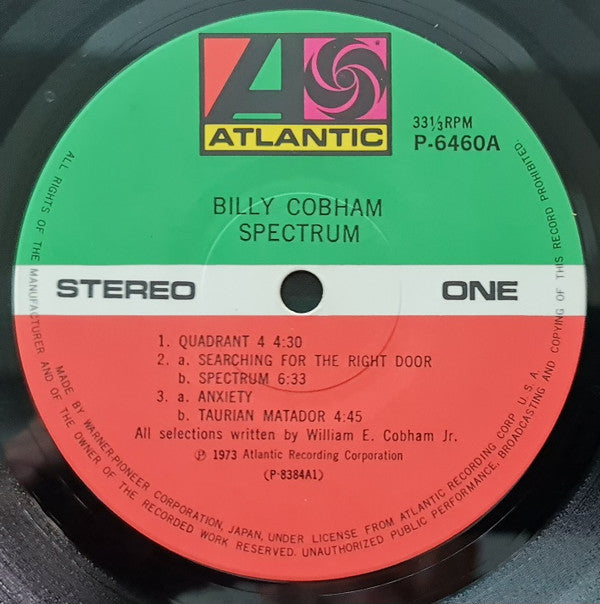 ATLANTIC
33⅓RPM
P-6460A
BILLY COBHAM
SPECTRUM
STEREO
ONE
1. QUADRANT 4 4:30
2. a. SEARCHING FOR THE RIGHT DOOR
b. SPECTRUM 6:33
3. a. ANXIETY
b. TAURIAN MATADOR 4:45
All selections written by William E. Cobham Jr.
Ⓟ 1973 Atlantic Recording Corporation
(P-8384A1)
MADE BY WARNER-PIONEER CORPORATION, JAPAN, UNDER LICENSE FROM ATLANTIC RECORDING CORP. U.S.A.
ALL RIGHTS OF THE MANUFACTURER AND OF THE OWNER OF THE RECORDED WORK RESERVED. UNAUTHORIZED PUBLIC PERFORMANCE, BROADCASTING AND COPYING OF THIS RECORD PROHIBITED.